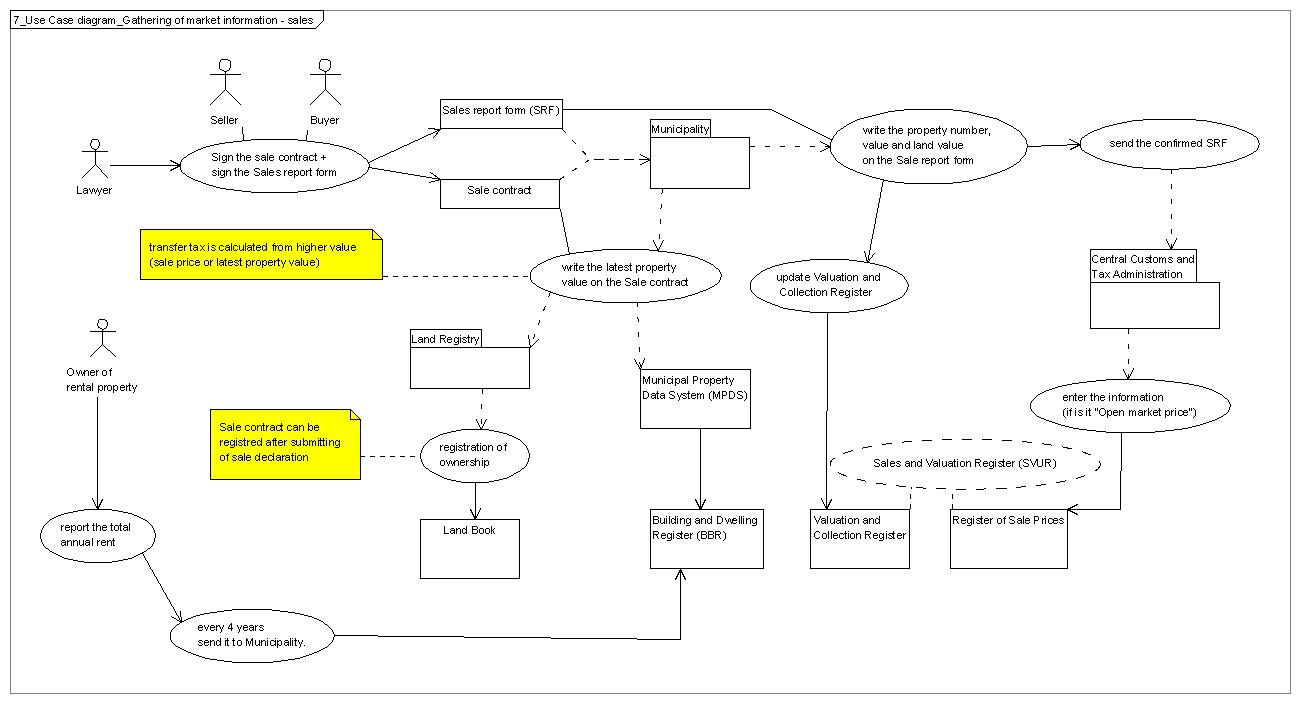 7_Use Case diagram_Gathering of market information - sales
Seller
Buyer
Lawyer
Sign the sale contract +
sign the Sales report form
Sales report form (SRF)
Sale contract
Municipality
write the property number,
value and land value
on the Sale report form
send the confirmed SRF
transfer tax is calculated from higher value
(sale price or latest property value)
write the latest property
value on the Sale contract
update Valuation and
Collection Register
Central Customs and
Tax Administration
Owner of
rental property
Land Registry
Municipal Property
Data System (MPDS)
enter the information
(if is it "Open market price")
Sale contract can be
registred after submitting
of sale declaration
registration of
ownership
Sales and Valuation Register (SVUR)
report the total
annual rent
Land Book
Building and Dwelling
Register (BBR)
Valuation and
Collection Register
Register of Sale Prices
every 4 years
send it to Municipality.